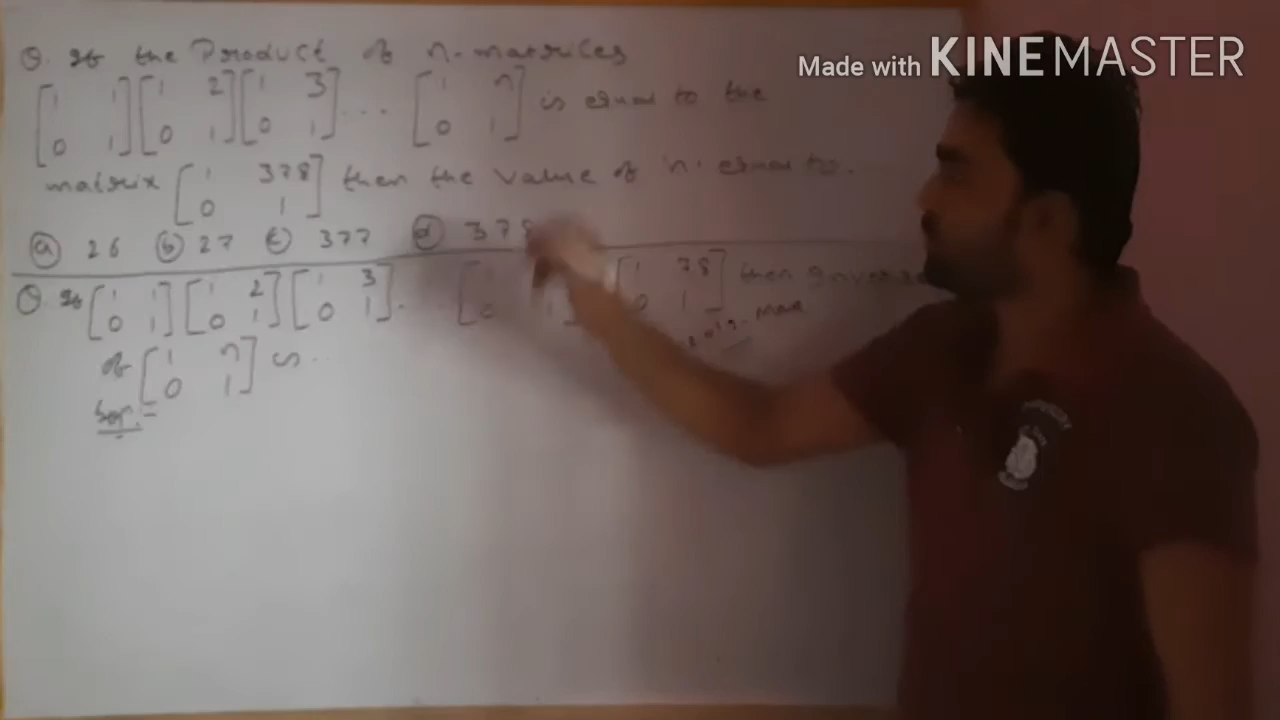 Made with KINEMASTER
Q. If the Product of n-matrices
[1 1 0 1] [1 2 0 1] [1 3 0 1] ... [1 n 0 1] is equal to the
matrix [1 378 0 1] then the value of 'n' equal to.
(a) 26 (b) 27 (c) 377 (d) 378
Q. If [1 1 0 1] [1 2 0 1] [1 3 0 1] ... [1 78 0 1] then
of [1 n 0 1] is ...
Sol:-